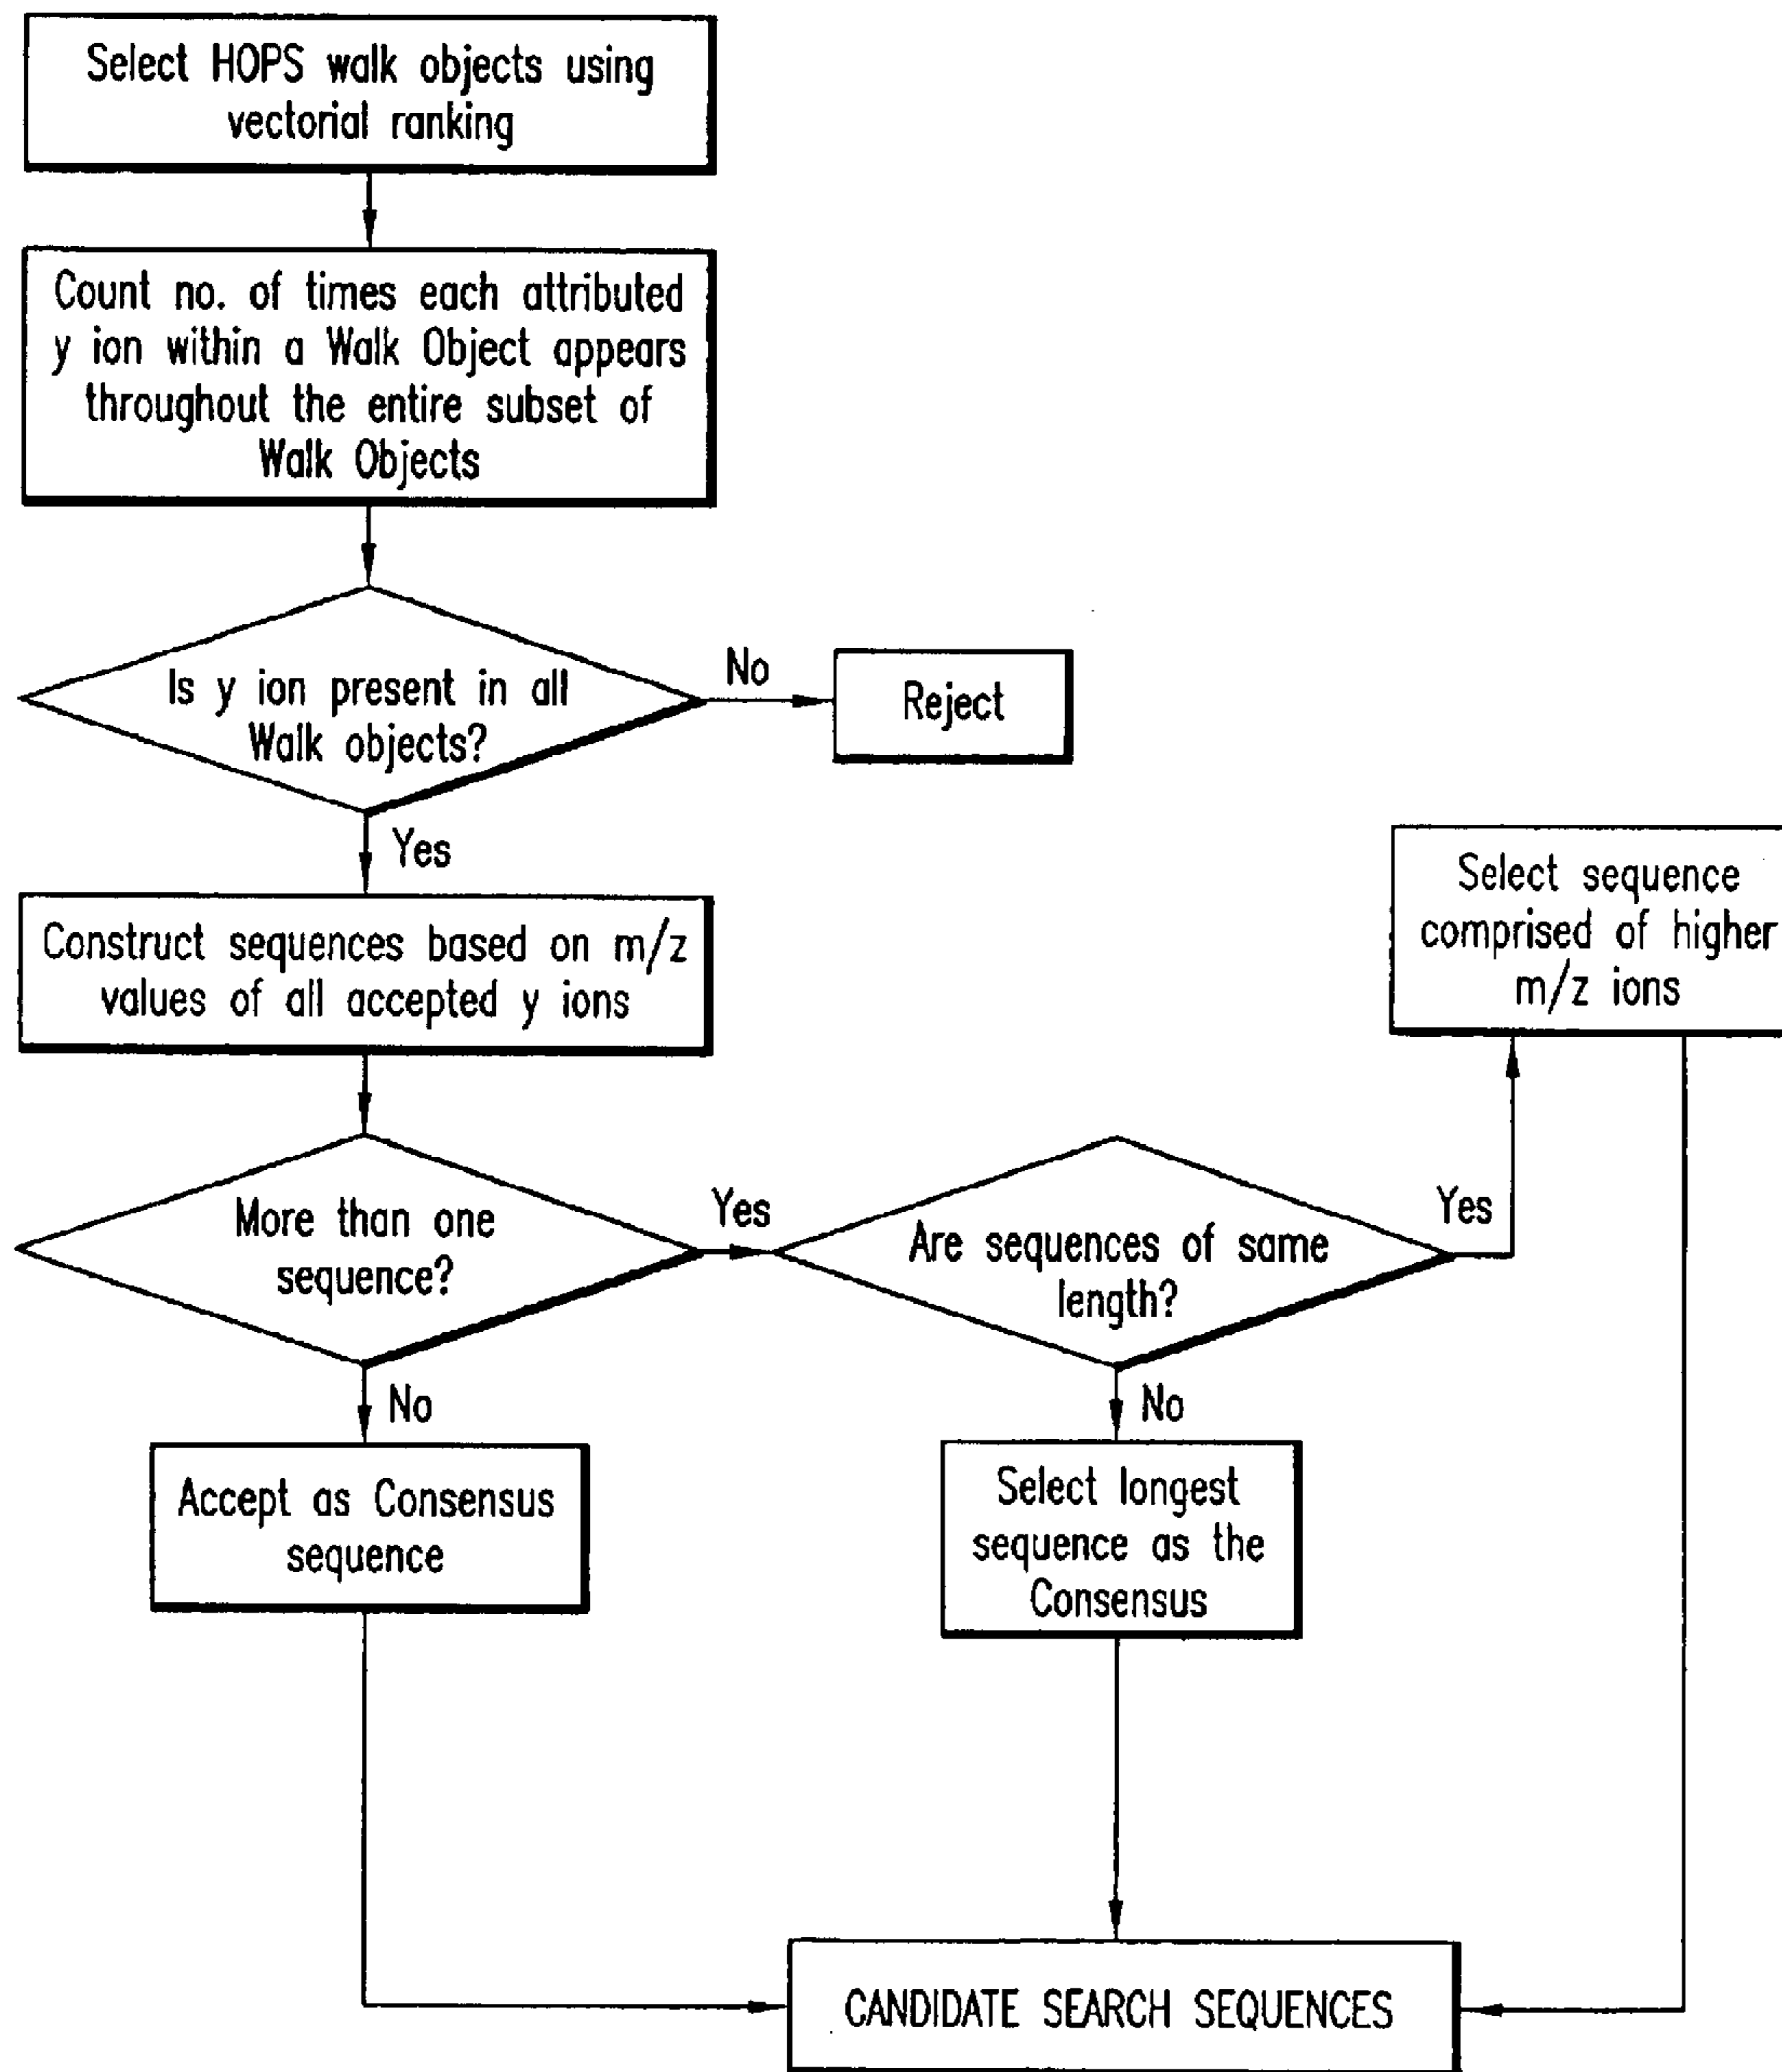 Select HOPS walk objects using
vectorial ranking
Count no. of times each attributed
y ion within a Walk Object appears
throughout the entire subset of
Walk Objects
Is y ion present in all
Walk objects?
No
Reject
Yes
Construct sequences based on m/z
values of all accepted y ions
Select sequence
comprised of higher
m/z ions
More than one
sequence?
Yes
Are sequences of same
length?
Yes
No
No
Accept as Consensus
sequence
Select longest
sequence as the
Consensus
CANDIDATE SEARCH SEQUENCES